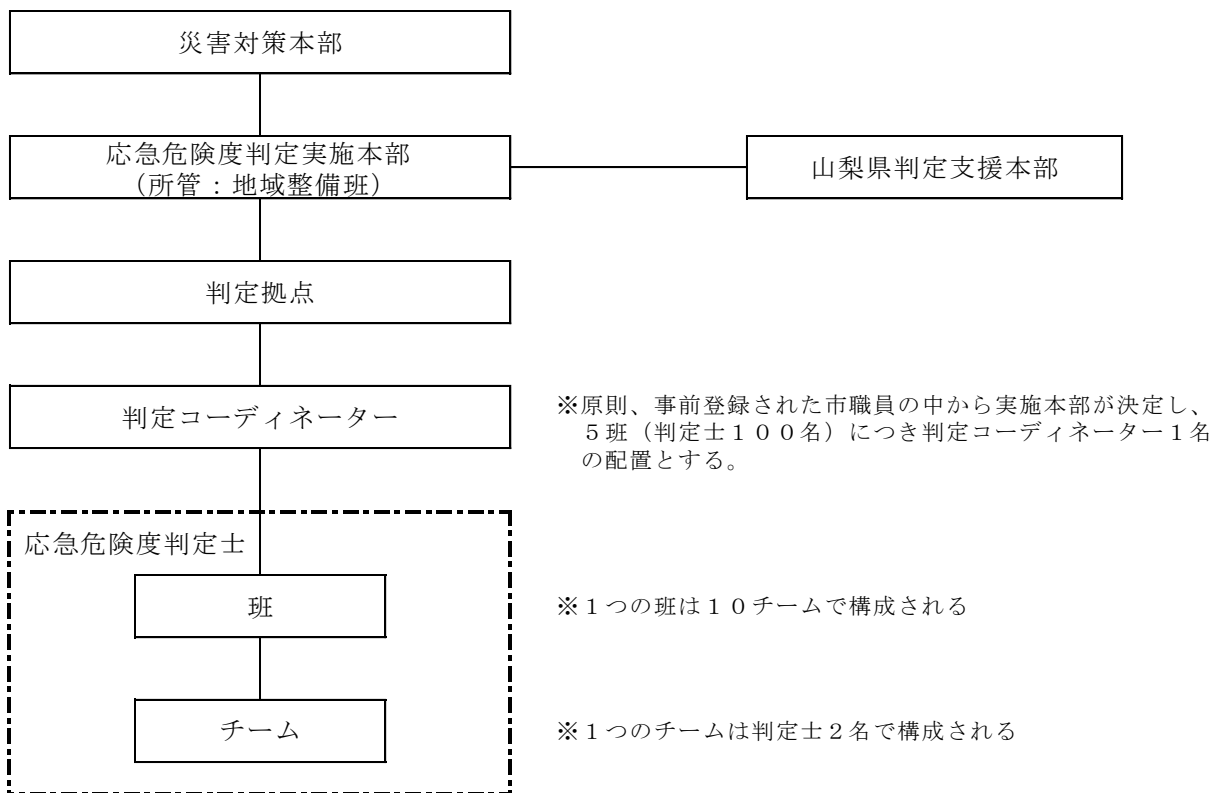 災害対策本部
応急危険度判定実施本部
（所管：地域整備班）
山梨県判定支援本部
判定拠点
判定コーディネーター
※原則、事前登録された市職員の中から実施本部が決定し、
５班（判定士１００名）につき判定コーディネーター１名
の配置とする。
応急危険度判定士
班
※１つの班は１０チームで構成される
チーム
※１つのチームは判定士２名で構成される